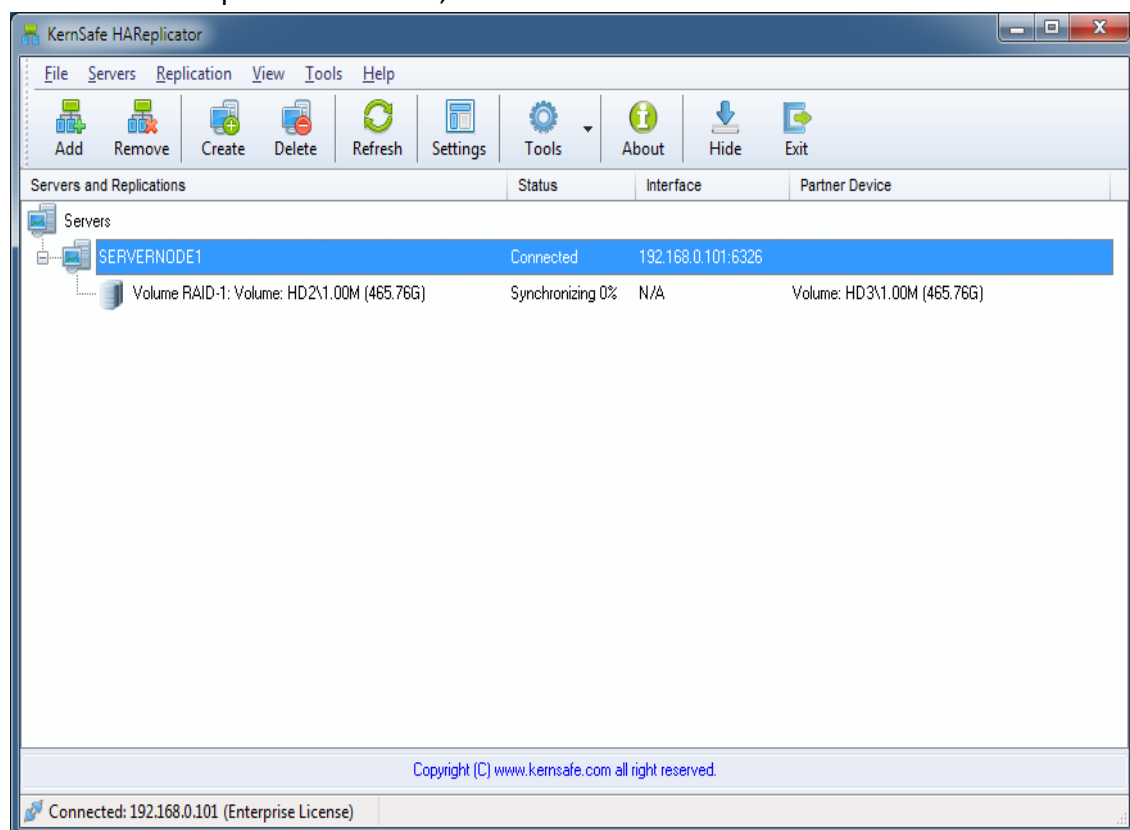 KernSafe HAReplicator
File Servers Replication View Tools Help
Add Remove Create Delete Refresh Settings Tools About Hide Exit
Servers and Replications Status Interface Partner Device
Servers
SERVERNODE1 Connected 192.168.0.101:6326
Volume RAID-1: Volume: HD2\1.00M (465.76G) Synchronizing 0% N/A Volume: HD3\1.00M (465.76G)
Copyright (C) www.kernsafe.com all right reserved.
Connected: 192.168.0.101 (Enterprise License)